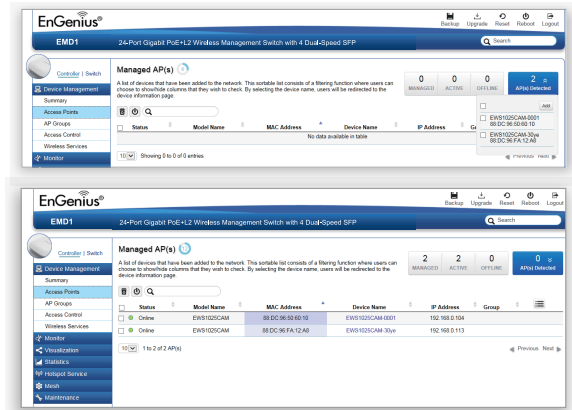 EnGenius®
Backup Upgrade Reset Reboot Logout
EMD1
24-Port Gigabit PoE+L2 Wireless Management Switch with 4 Dual-Speed SFP
Search
Controller | Switch
Device Management
Summary
Access Points
AP Groups
Access Control
Wireless Services
Monitor
Managed AP(s)
A list of devices that have been added to the network. This sortable list consists of a filtering function where users can
choose to show/hide columns that they wish to check. By selecting the device name, users will be redirected to the
device information page.
0 MANAGED
0 ACTIVE
0 OFFLINE
2 AP(s) Detected
Add
EWS1025CAM-0001
88:DC:96:50:60:10
EWS1025CAM-30ye
88:DC:96:FA:12:A8
Status Model Name MAC Address Device Name IP Address
No data available in table
10 Showing 0 to 0 of 0 entries
Previous Next
EnGenius®
Backup Upgrade Reset Reboot Logout
EMD1
24-Port Gigabit PoE+L2 Wireless Management Switch with 4 Dual-Speed SFP
Search
Controller | Switch
Device Management
Summary
Access Points
AP Groups
Access Control
Wireless Services
Monitor
Visualization
Statistics
Hotspot Service
Mesh
Maintenance
Managed AP(s)
A list of devices that have been added to the network. This sortable list consists of a filtering function where users can
choose to show/hide columns that they wish to check. By selecting the device name, users will be redirected to the
device information page.
2 MANAGED
2 ACTIVE
0 OFFLINE
0 AP(s) Detected
Status Model Name MAC Address Device Name IP Address Group
Online EWS1025CAM 88:DC:96:50:60:10 EWS1025CAM-0001 192.168.0.104
Online EWS1025CAM 88:DC:96:FA:12:A8 EWS1025CAM-30ye 192.168.0.113
10 1 to 2 of 2 AP(s)
Previous Next